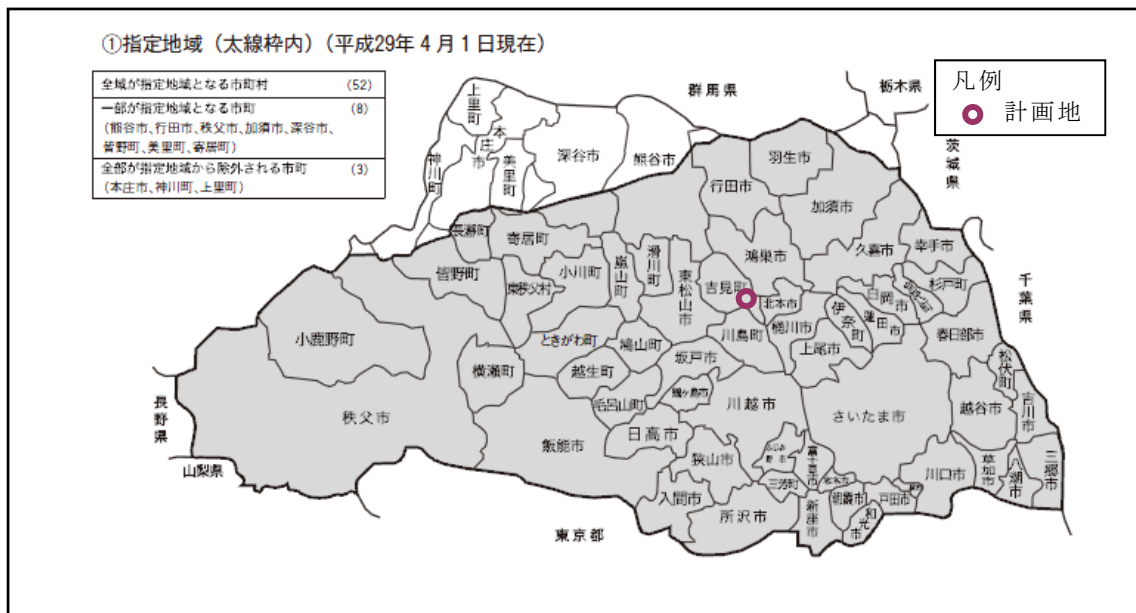 ①指定地域（太線枠内）（平成29年４月１日現在）
全域が指定地域となる市町村 (52)
一部が指定地域となる市町 (8)
（熊谷市、行田市、秩父市、加須市、深谷市、
皆野町、美里町、寄居町）
全部が指定地域から除外される市町 (3)
（本庄市、神川町、上里町）
凡例
計画地
群馬県
栃木県
茨城県
千葉県
東京都
山梨県
長野県
上里町
本庄市
神川町
美里町
深谷市
熊谷市
行田市
羽生市
加須市
長瀞町
寄居町
皆野町
東秩父村
小川町
嵐山町
滑川町
東松山市
吉見町
鴻巣市
北本市
久喜市
幸手市
杉戸町
白岡市
蓮田市
伊奈町
桶川市
上尾市
春日部市
松伏町
小鹿野町
秩父市
横瀬町
ときがわ町
鳩山町
越生町
毛呂山町
川島町
坂戸市
鶴ヶ島市
川越市
さいたま市
越谷市
吉川市
飯能市
日高市
狭山市
入間市
所沢市
ふじみ野市
富士見市
三芳町
新座市
朝霞市
和光市
戸田市
川口市
草加市
八潮市
三郷市